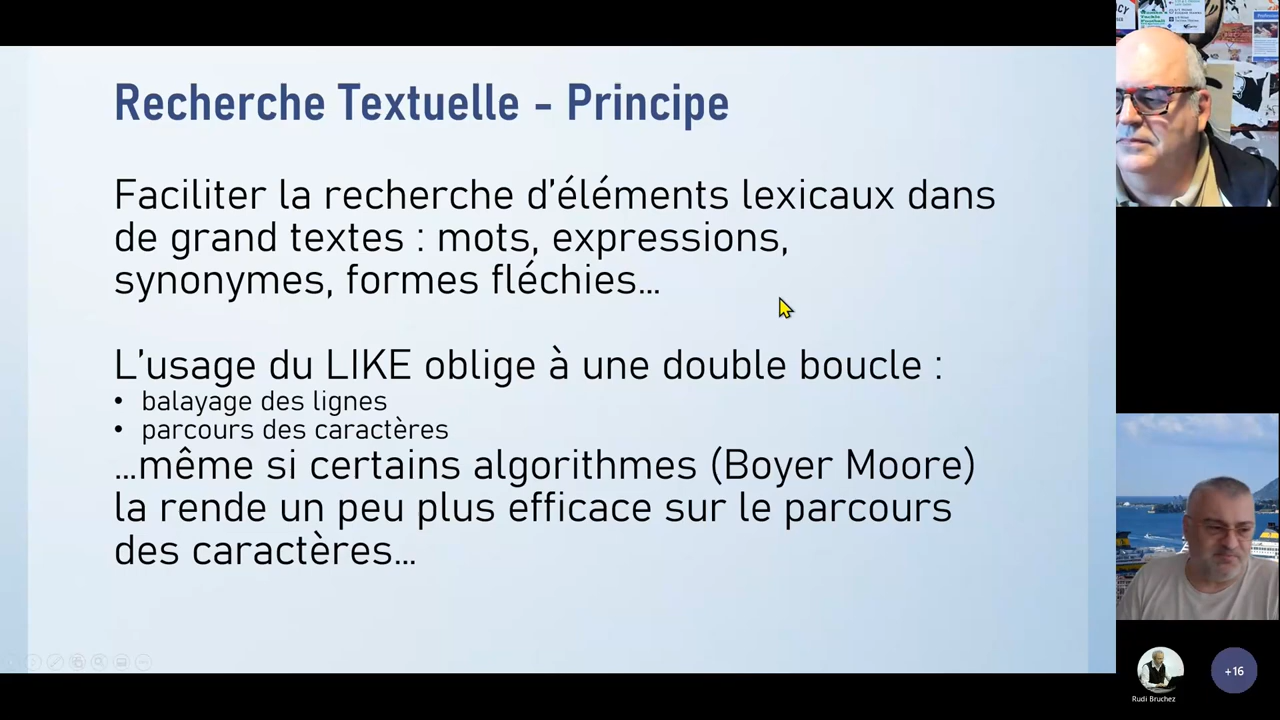 Recherche Textuelle - Principe
Faciliter la recherche d'éléments lexicaux dans
de grand textes : mots, expressions,
synonymes, formes fléchies...
L'usage du LIKE oblige à une double boucle :
• balayage des lignes
• parcours des caractères
...même si certains algorithmes (Boyer Moore)
la rende un peu plus efficace sur le parcours
des caractères...
Rudi Bruchez
+16